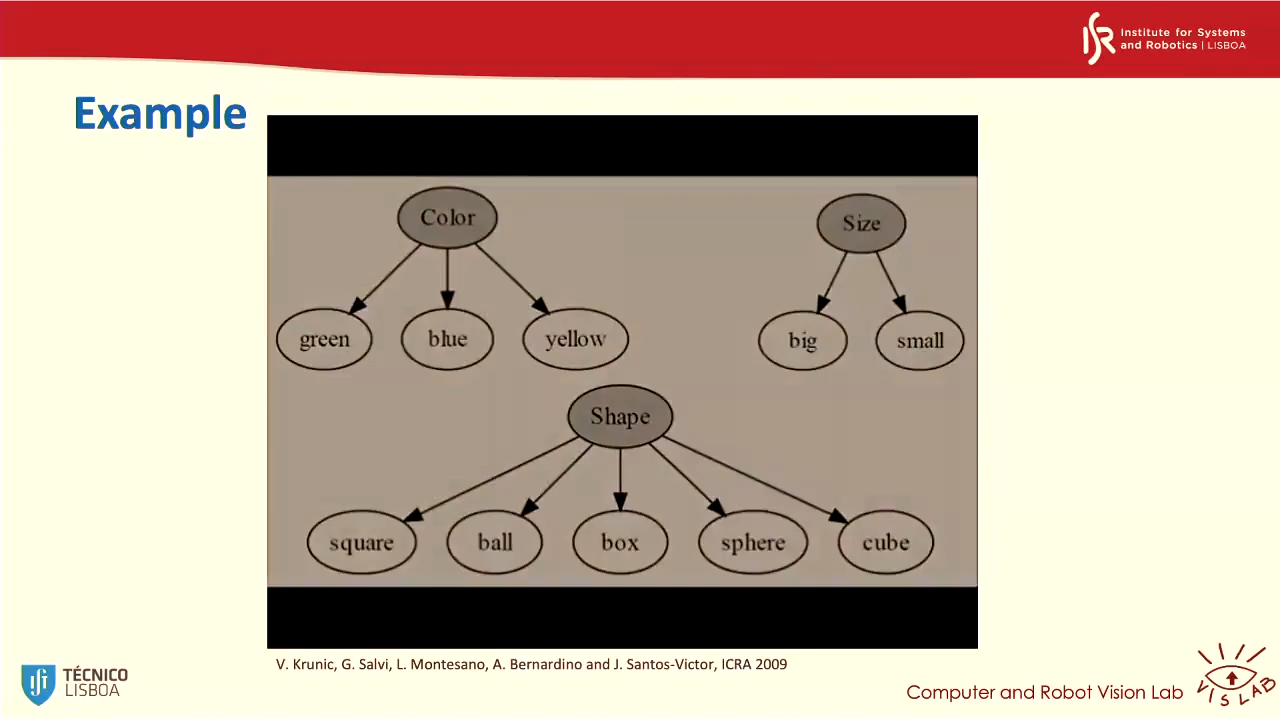 Institute for Systems
and Robotics | LISBOA
Example
Color
Size
green
blue
yellow
big
small
Shape
square
ball
box
sphere
cube
V. Krunic, G. Salvi, L. Montesano, A. Bernardino and J. Santos-Victor, ICRA 2009
TÉCNICO
LISBOA
Computer and Robot Vision Lab
VISLAB